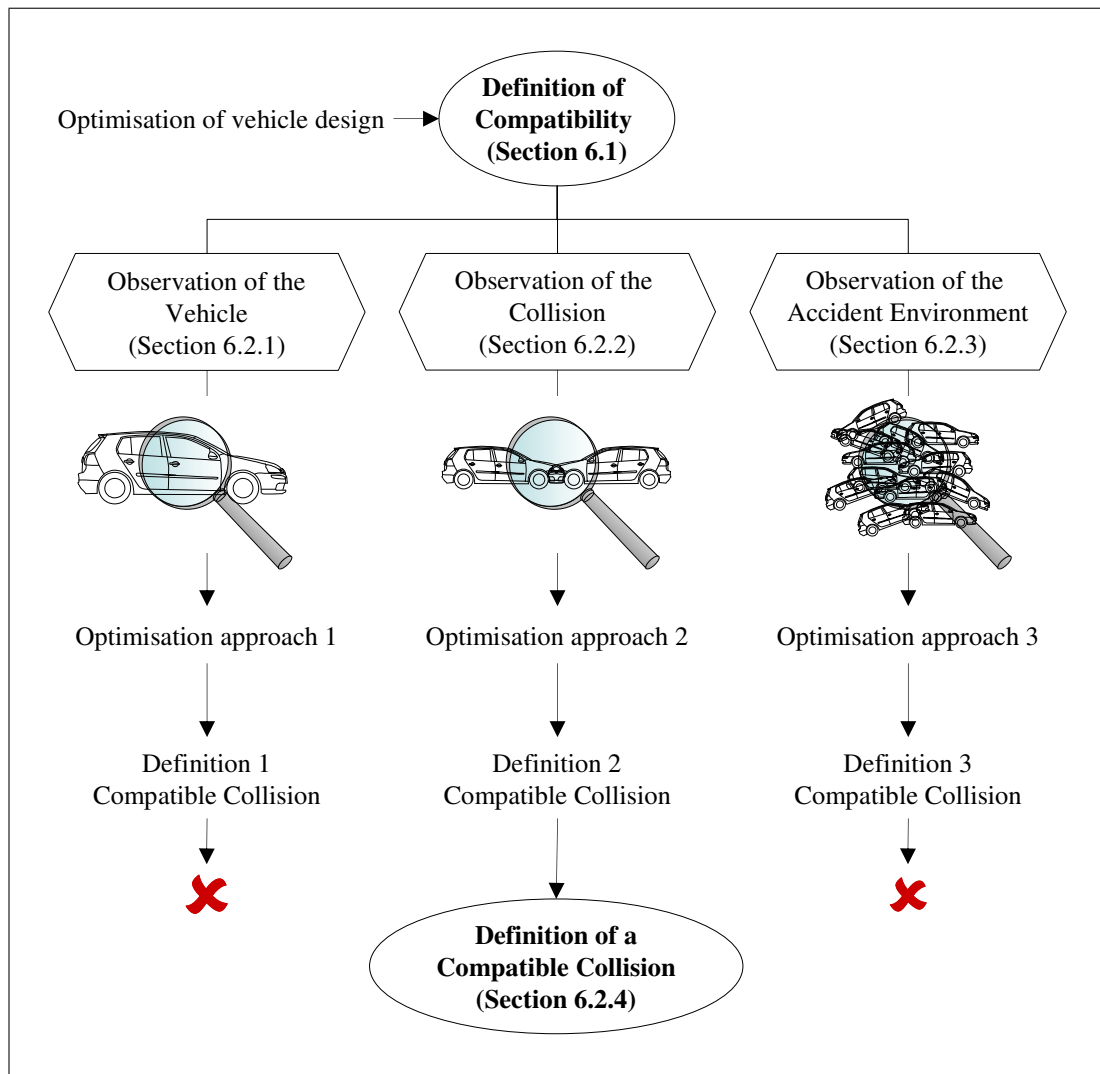 Definition of
Compatibility
(Section 6.1)
Optimisation of vehicle design
Observation of the
Vehicle
(Section 6.2.1)
Observation of the
Collision
(Section 6.2.2)
Observation of the
Accident Environment
(Section 6.2.3)
Optimisation approach 1
Optimisation approach 2
Optimisation approach 3
Definition 1
Compatible Collision
Definition 2
Compatible Collision
Definition 3
Compatible Collision
Definition of a
Compatible Collision
(Section 6.2.4)